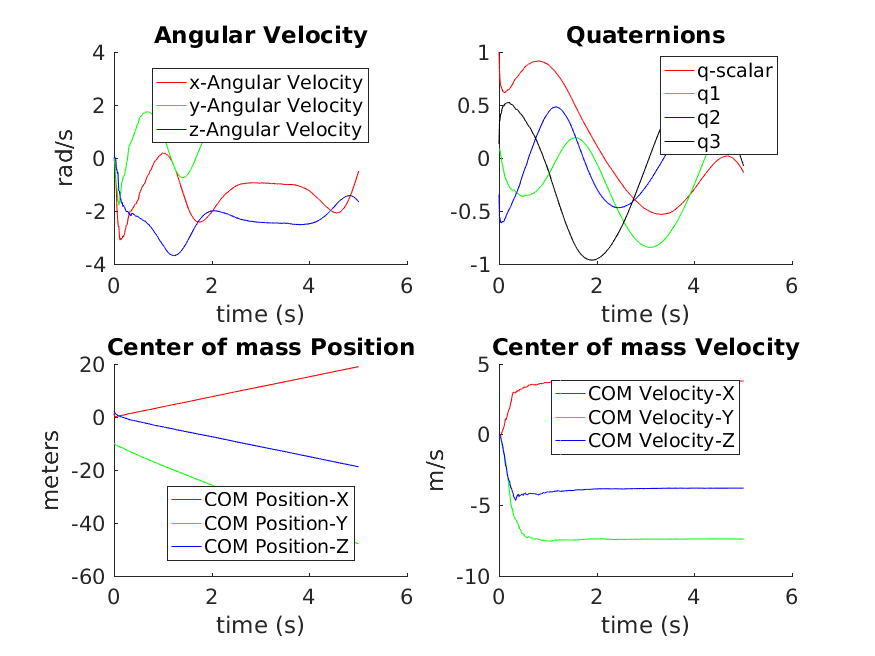 Angular Velocity
4
2
0
-2
-4
rad/s
x-Angular Velocity
y-Angular Velocity
z-Angular Velocity
0
2
4
6
time (s)
Quaternions
1
0.5
0
-0.5
-1
q-scalar
q1
q2
q3
0
2
4
6
time (s)
Center of mass Position
20
0
-20
-40
-60
meters
COM Position-X
COM Position-Y
COM Position-Z
0
2
4
6
time (s)
Center of mass Velocity
5
0
-5
-10
m/s
COM Velocity-X
COM Velocity-Y
COM Velocity-Z
0
2
4
6
time (s)